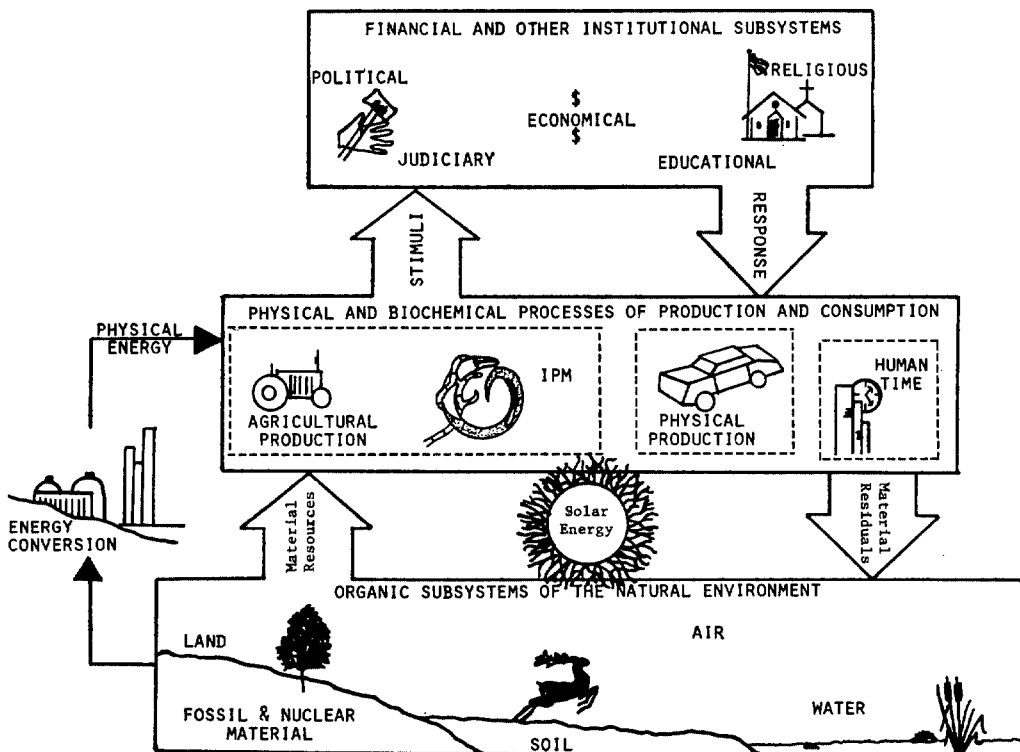 FINANCIAL AND OTHER INSTITUTIONAL SUBSYSTEMS
POLITICAL
RELIGIOUS
$
ECONOMICAL
$
JUDICIARY
EDUCATIONAL
STIMULI
RESPONSE
PHYSICAL AND BIOCHEMICAL PROCESSES OF PRODUCTION AND CONSUMPTION
PHYSICAL
ENERGY
AGRICULTURAL
PRODUCTION
IPM
PHYSICAL
PRODUCTION
HUMAN
TIME
ENERGY
CONVERSION
Material
Resources
Solar
Energy
Material
Residuals
ORGANIC SUBSYSTEMS OF THE NATURAL ENVIRONMENT
LAND
AIR
FOSSIL & NUCLEAR
MATERIAL
SOIL
WATER